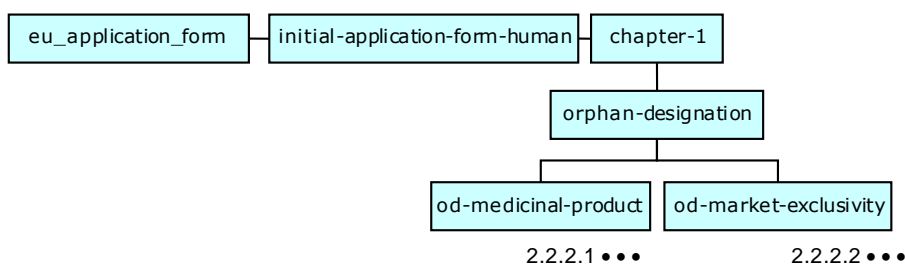 eu_application_form initial-application-form-human chapter-1
orphan-designation
od-medicinal-product od-market-exclusivity
2.2.2.1 ••• 2.2.2.2 •••